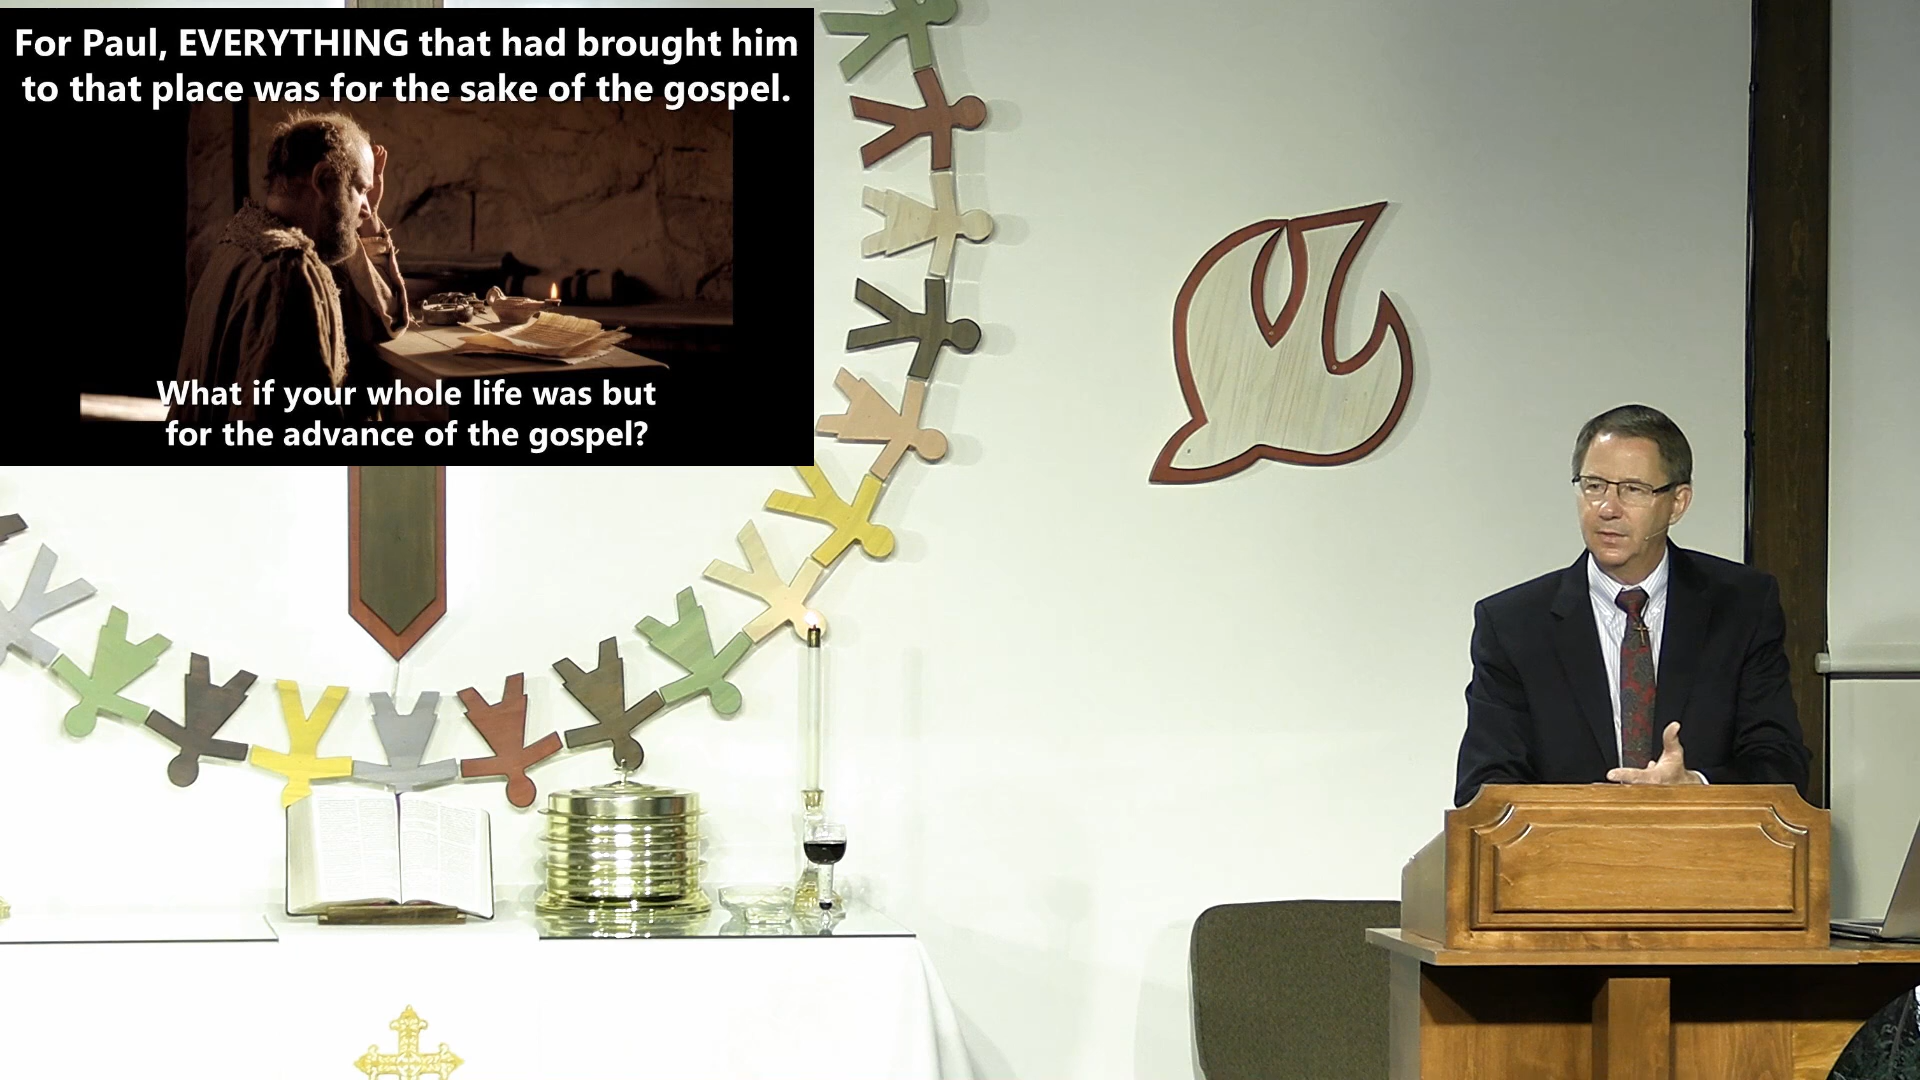 For Paul, EVERYTHING that had brought him
to that place was for the sake of the gospel.
What if your whole life was but
for the advance of the gospel?